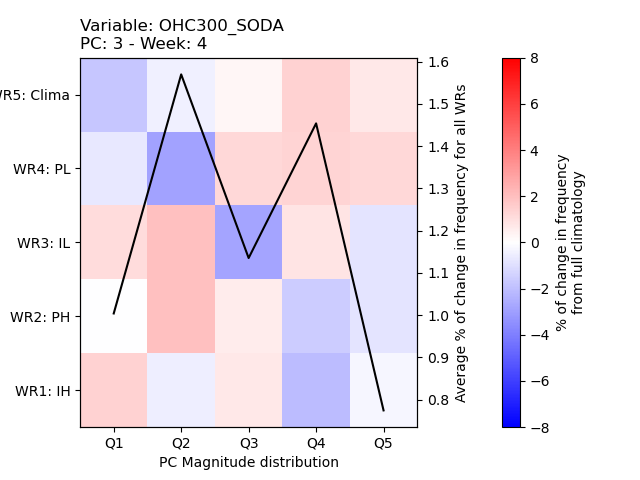 Variable: OHC300_SODA
PC: 3 - Week: 4
WR5: Clima
WR4: PL
WR3: IL
WR2: PH
WR1: IH
Q1 Q2 Q3 Q4 Q5
PC Magnitude distribution
1.6
1.5
1.4
1.3
1.2
1.1
1.0
0.9
0.8
Average % of change in frequency for all WRs
8
6
4
2
0
−2
−4
−6
−8
% of change in frequency
from full climatology